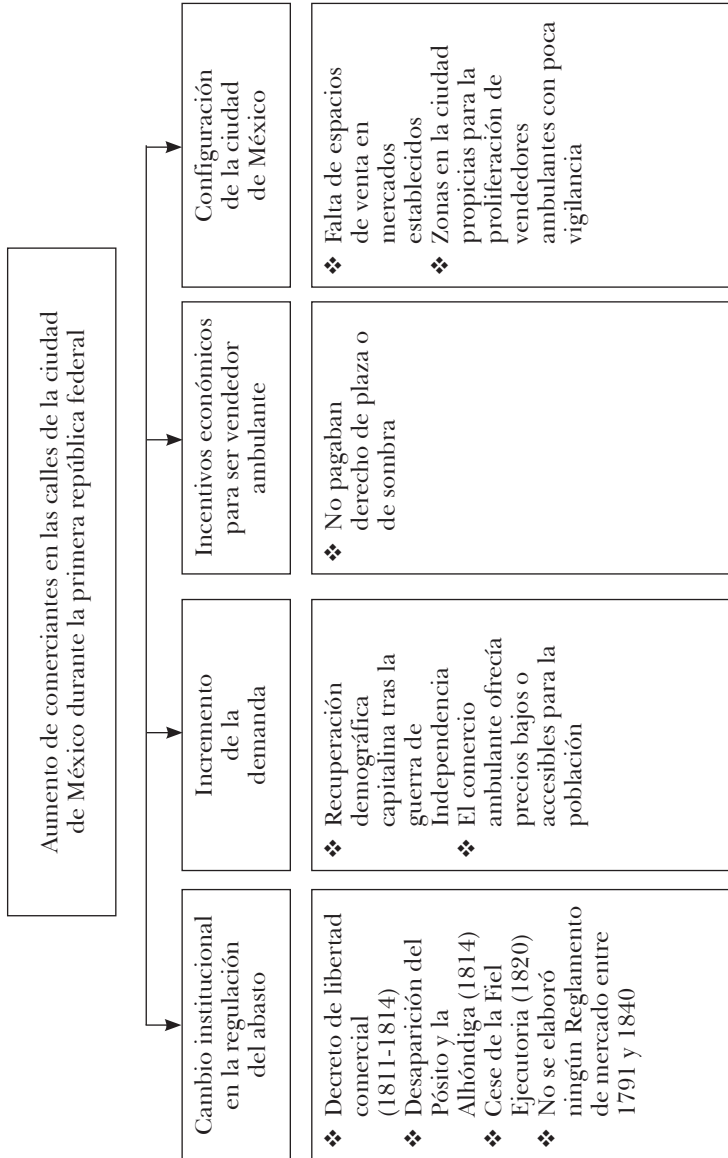 Aumento de comerciantes en las calles de la ciudad
de México durante la primera república federal
Cambio institucional
en la regulación
del abasto
❖ Decreto de libertad
comercial
(1811-1814)
❖ Desaparición del
Pósito y la
Alhóndiga (1814)
❖ Cese de la Fiel
Ejecutoria (1820)
❖ No se elaboró
ningún Reglamento
de mercado entre
1791 y 1840
Incremento
de la
demanda
❖ Recuperación
demográfica
capitalina tras la
guerra de
Independencia
❖ El comercio
ambulante ofrecía
precios bajos o
accesibles para la
población
Incentivos económicos
para ser vendedor
ambulante
❖ No pagaban
derecho de plaza o
de sombra
Configuración
de la ciudad
de México
❖ Falta de espacios
de venta en
mercados
establecidos
❖ Zonas en la ciudad
propicias para la
proliferación de
vendedores
ambulantes con poca
vigilancia